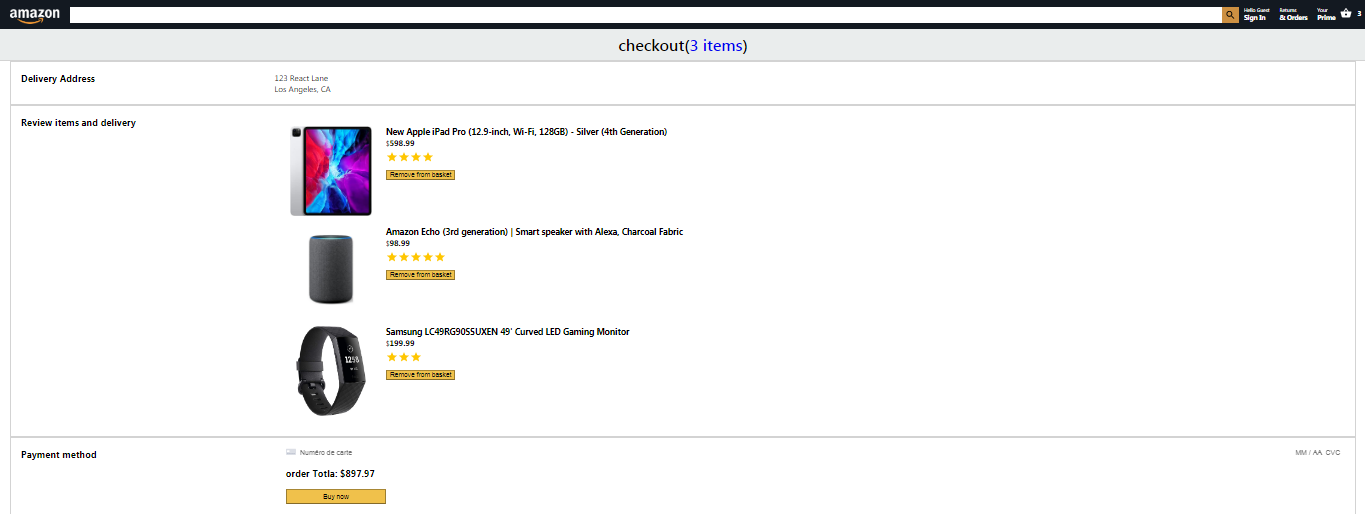 amazon
Hello Guest
Sign In
Returns
& Orders
Your
Prime
3
checkout(3 items)
Delivery Address
123 React Lane
Los Angeles, CA
Review items and delivery
New Apple iPad Pro (12.9-inch, Wi-Fi, 128GB) - Silver (4th Generation)
$598.99
Remove from basket
Amazon Echo (3rd generation) | Smart speaker with Alexa, Charcoal Fabric
$98.99
Remove from basket
Samsung LC49RG90SSUXEN 49' Curved LED Gaming Monitor
$199.99
Remove from basket
Payment method
Numéro de carte
MM / AA CVC
order Totla: $897.97
Buy now